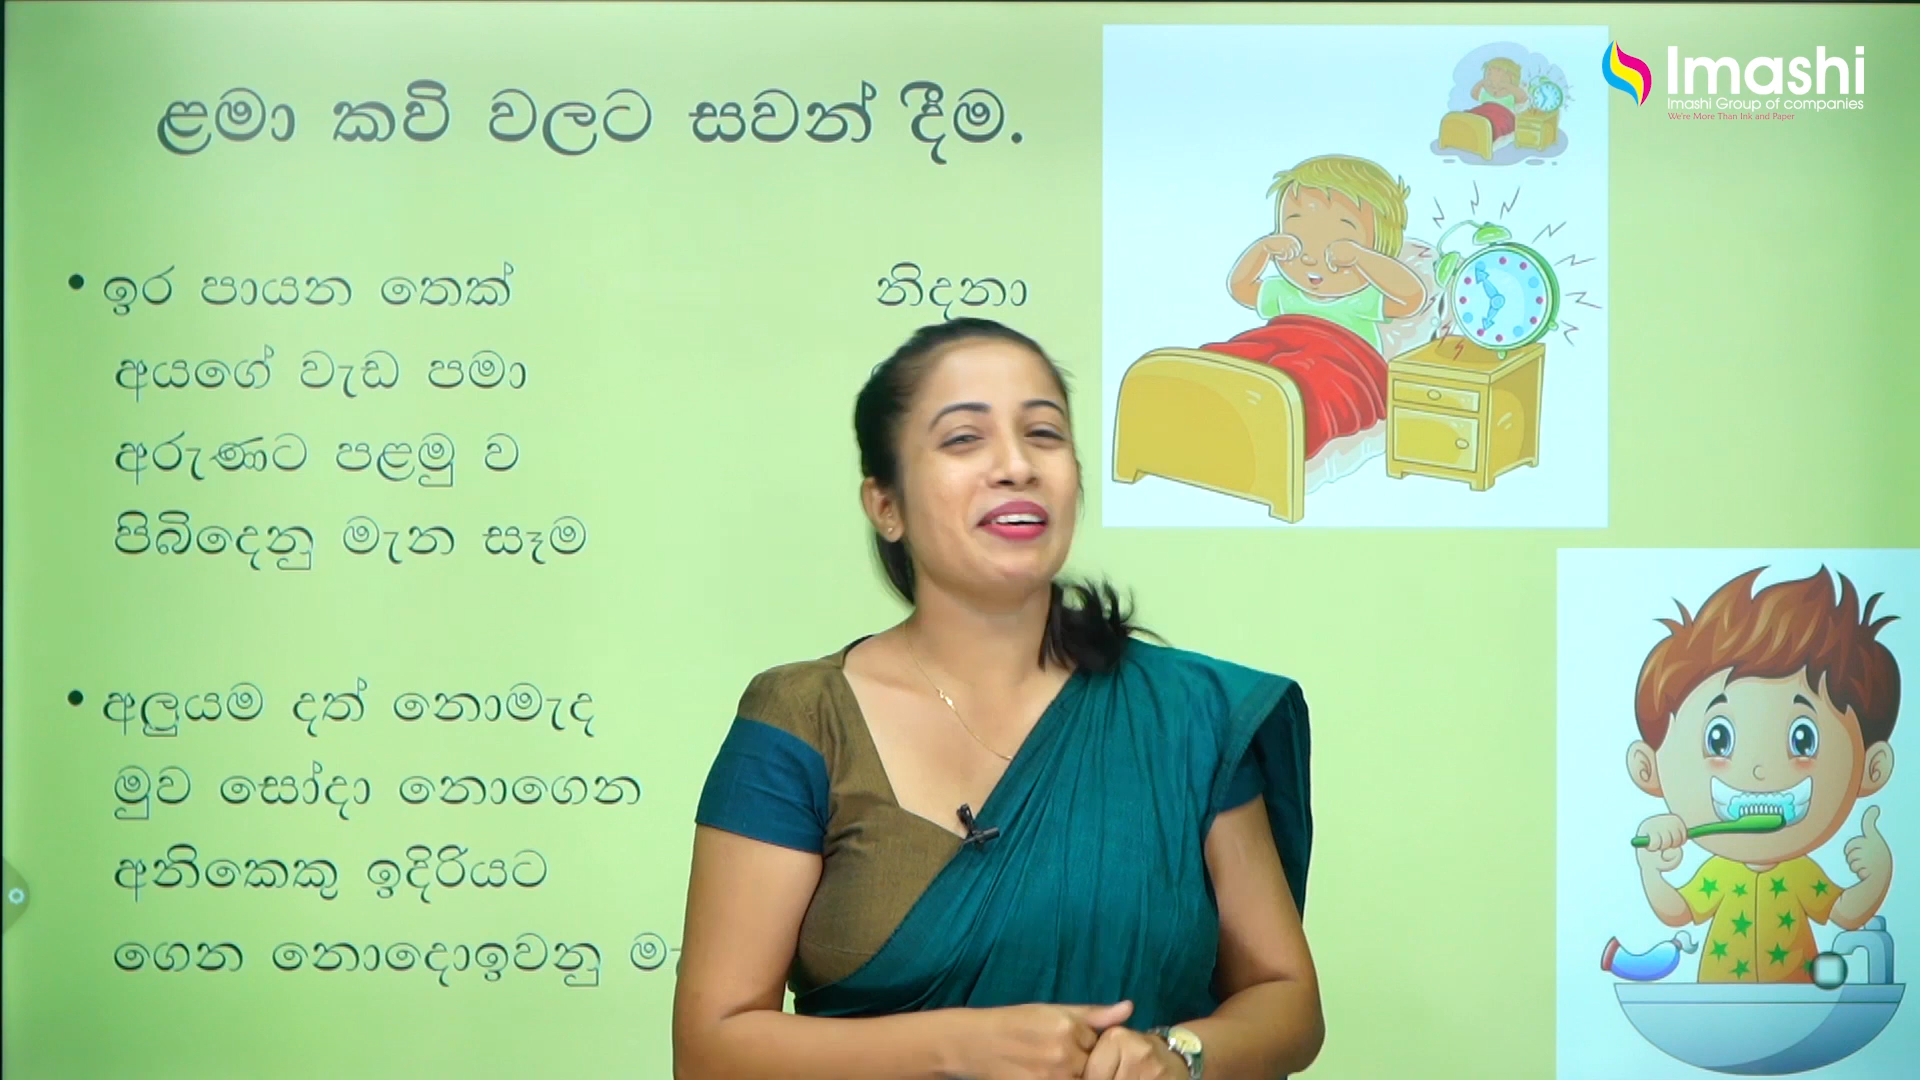 ළමා කවි වලට සවන් දීම.
Imashi
Imashi Group of companies
We're More Than Ink and Paper
• ඉර පායන තෙක් නිදනා
අයගේ වැඩ පමා
අරුණට පළමු ව
පිබිදෙනු මැන සෑම
• අලුයම දත් නොමැද
මුව සෝදා නොගෙන
අනිකෙකු ඉදිරියට
ගෙන නොදොඉවනු